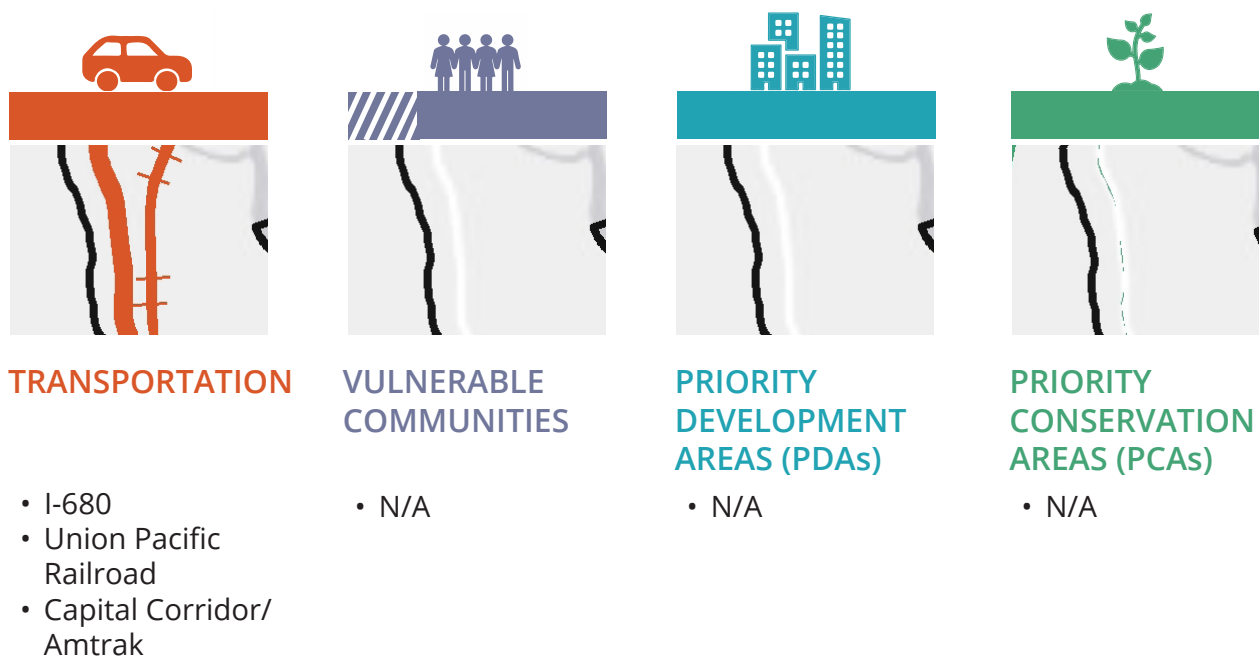 TRANSPORTATION
• I-680
• Union Pacific
Railroad
• Capital Corridor/
Amtrak
VULNERABLE
COMMUNITIES
• N/A
PRIORITY
DEVELOPMENT
AREAS (PDAs)
• N/A
PRIORITY
CONSERVATION
AREAS (PCAs)
• N/A